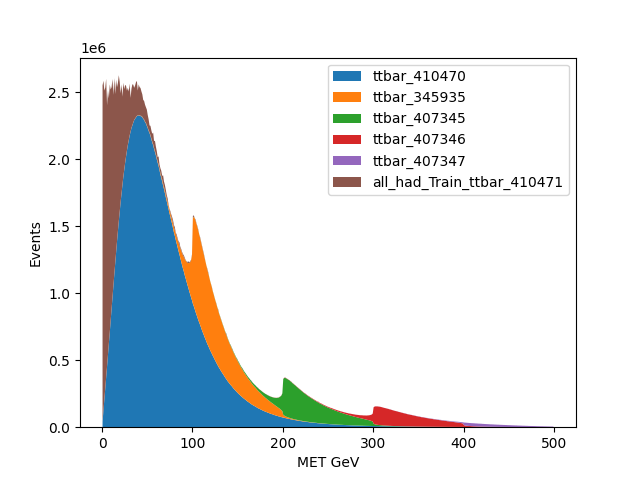 1e6
2.5
2.0
1.5
1.0
0.5
0.0
Events
0
100
200
300
400
500
MET GeV
ttbar_410470
ttbar_345935
ttbar_407345
ttbar_407346
ttbar_407347
all_had_Train_ttbar_410471